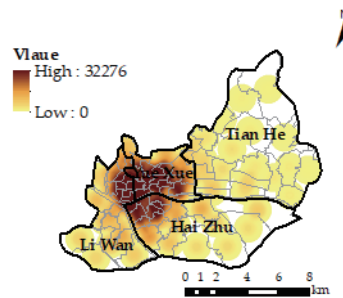 N
Vlaue
High : 32276
Low : 0
Tian He
Yue Xue
Hai Zhu
Li Wan
0 1 2 4 6 8
km